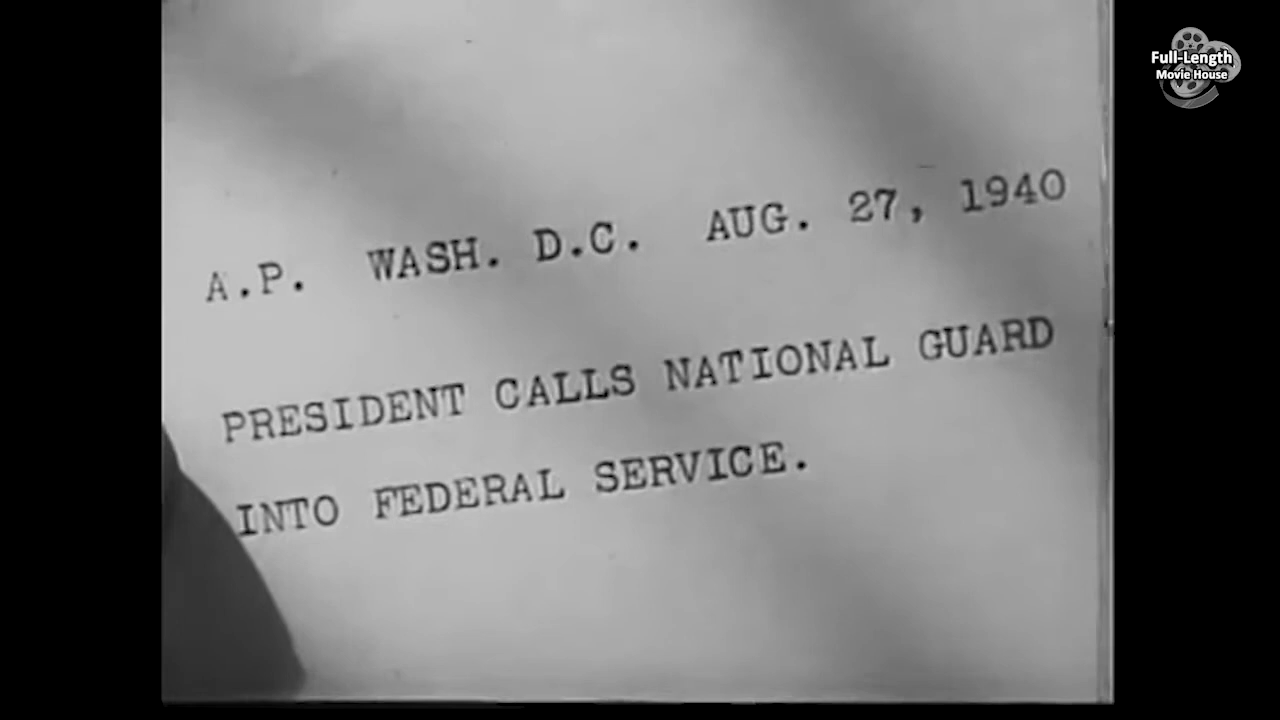 Full-Length
Movie House
A.P. WASH. D.C. AUG. 27, 1940
PRESIDENT CALLS NATIONAL GUARD
INTO FEDERAL SERVICE.